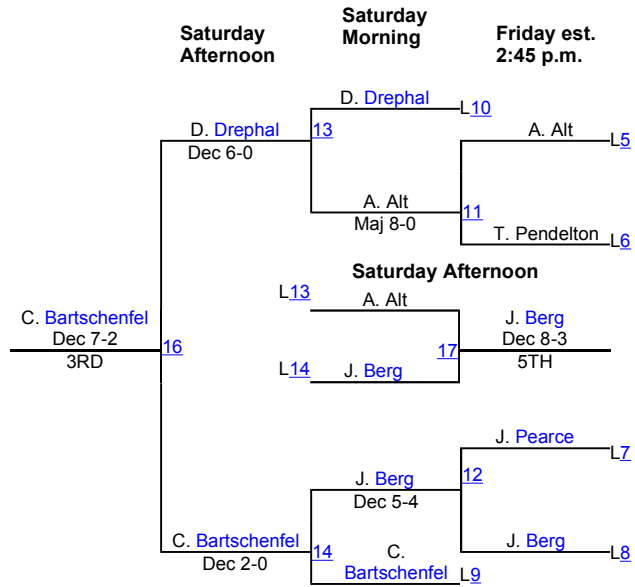 Saturday Afternoon
Saturday Morning
Friday est. 2:45 p.m.
D. Drephal
L10
D. Drephal
13
A. Alt
L5
Dec 6-0
A. Alt
11
Maj 8-0
T. Pendelton
L6
Saturday Afternoon
L13
A. Alt
C. Bartschenfel
J. Berg
Dec 7-2
16
17
Dec 8-3
3RD
5TH
L14
J. Berg
J. Pearce
L7
J. Berg
12
Dec 5-4
C. Bartschenfel
14
J. Berg
L8
Dec 2-0
C.
Bartschenfel
L9